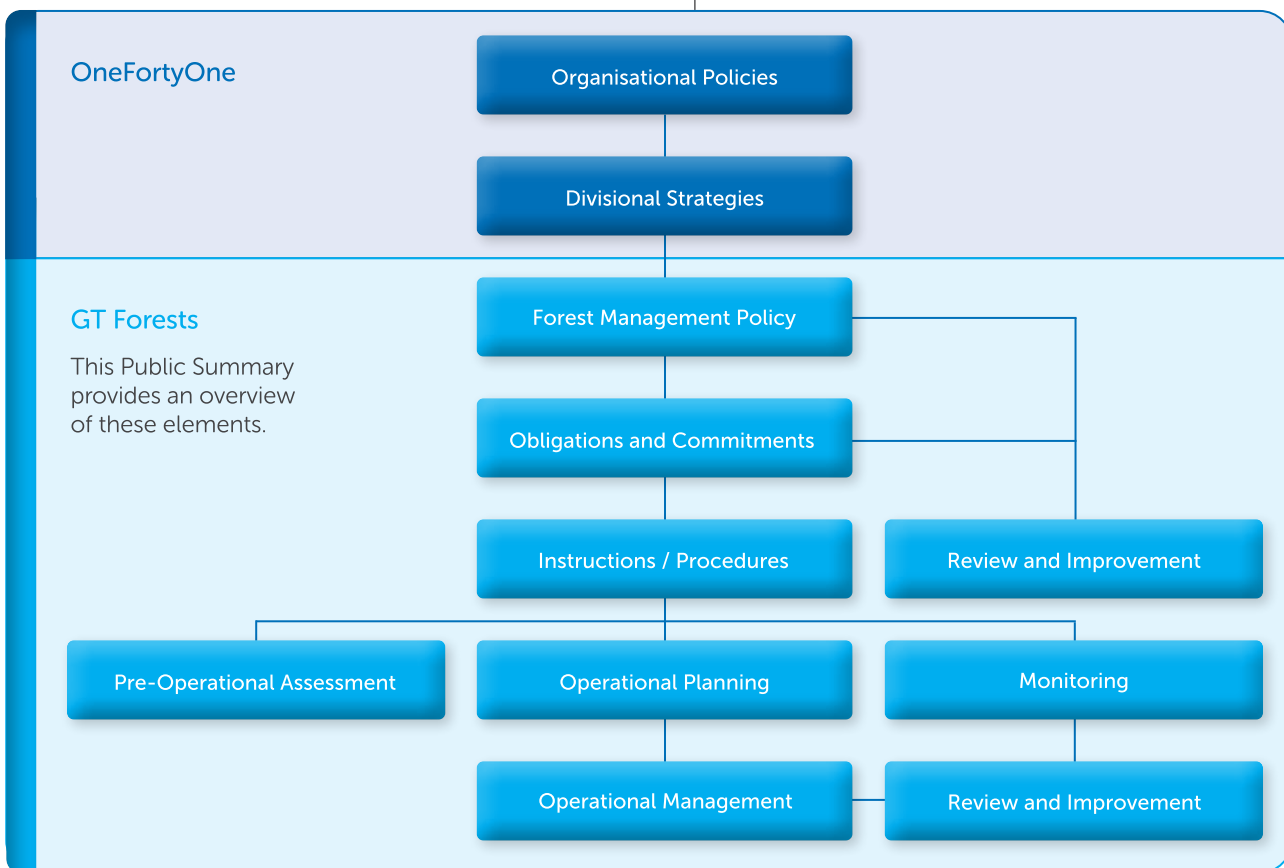 OneFortyOne
Organisational Policies
Divisional Strategies
GT Forests
This Public Summary
provides an overview
of these elements.
Forest Management Policy
Obligations and Commitments
Instructions / Procedures
Review and Improvement
Pre-Operational Assessment
Operational Planning
Monitoring
Operational Management
Review and Improvement